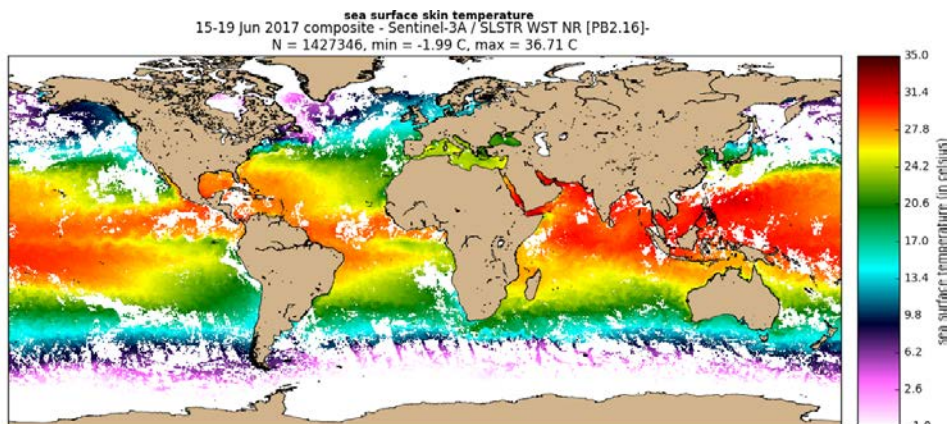 sea surface skin temperature
15-19 Jun 2017 composite - Sentinel-3A / SLSTR WST NR [PB2.16]-
N = 1427346, min = -1.99 C, max = 36.71 C
35.0
31.4
27.8
24.2
20.6
17.0
13.4
9.8
6.2
2.6
sea surface temperature (in celsius)